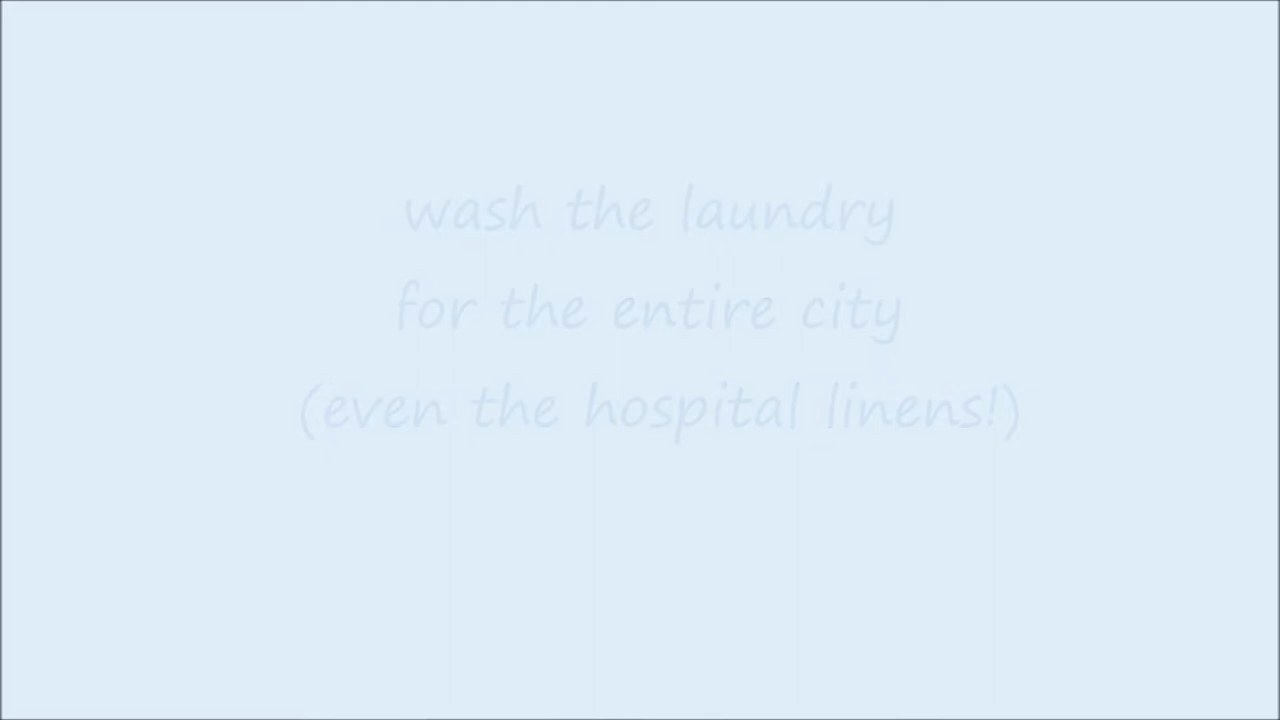 wash the laundry
for the entire city
(even the hospital linens!)